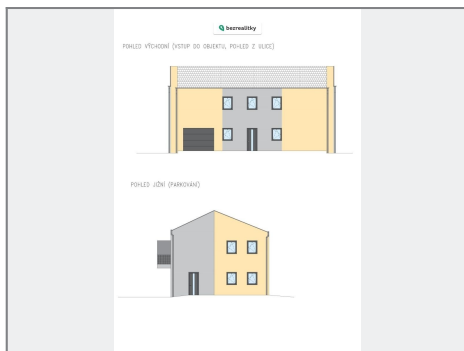 bezrealitky
POHLED VÝCHODNÍ (VSTUP DO OBJEKTU, POHLED Z ULICE)
POHLED JIŽNÍ (PARKOVÁNÍ)